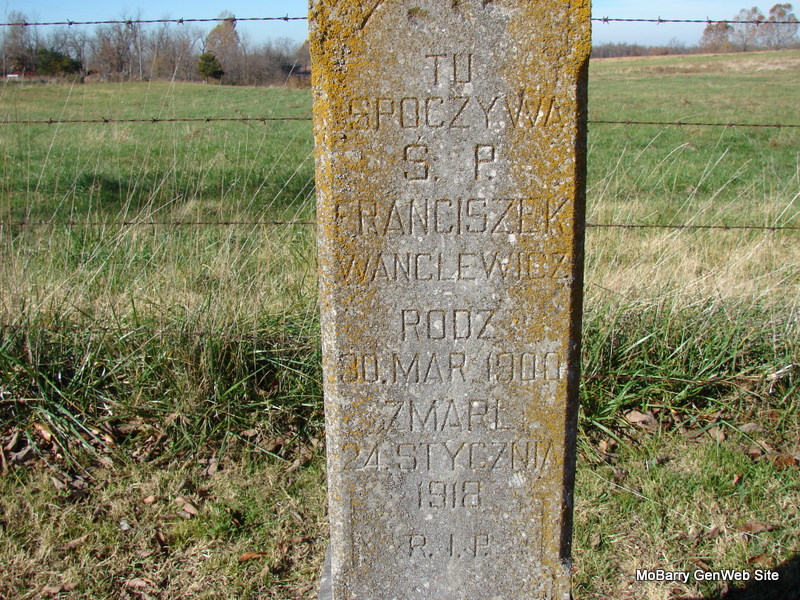 TU
SPOCZYWA
Ś. P.
FRANCISZEK
WANCLEWICZ
RODZ
30. MAR. 1900
ZMARŁ
24. STYCZNIA
1918
R. I. P.
MoBarry GenWeb Site